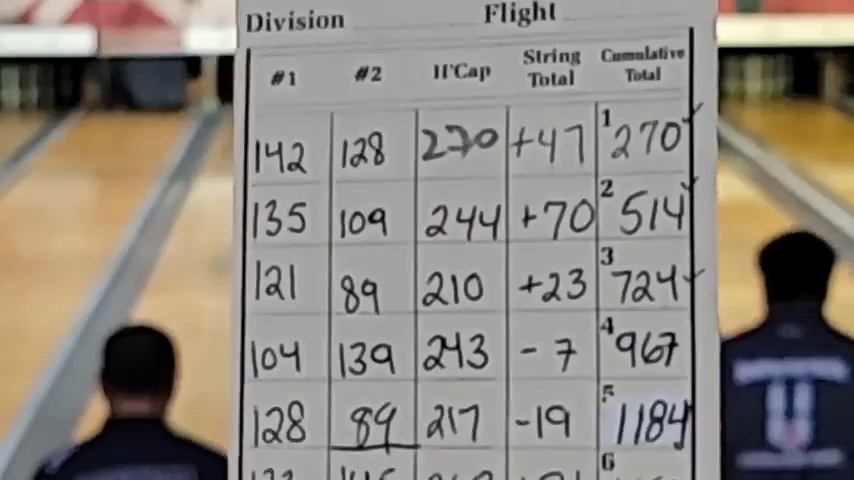 Division Flight
#1 #2 H'Cap String Total Cumulative Total
142 128 270 +47 1 270
135 109 244 +70 2 514
121 89 210 +23 3 724
104 139 243 -7 4 967
128 89 217 -19 5 1184
6